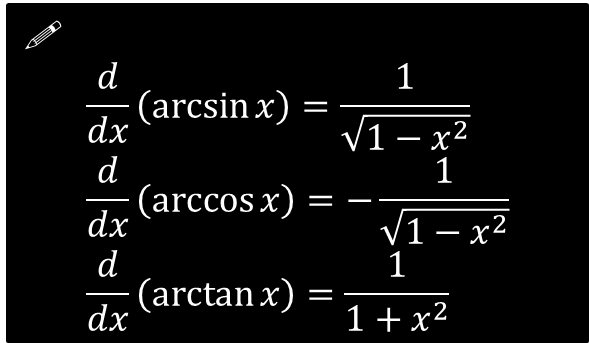 d/dx (arcsin x) = 1/√(1 − x²)
d/dx (arccos x) = − 1/√(1 − x²)
d/dx (arctan x) = 1/(1 + x²)